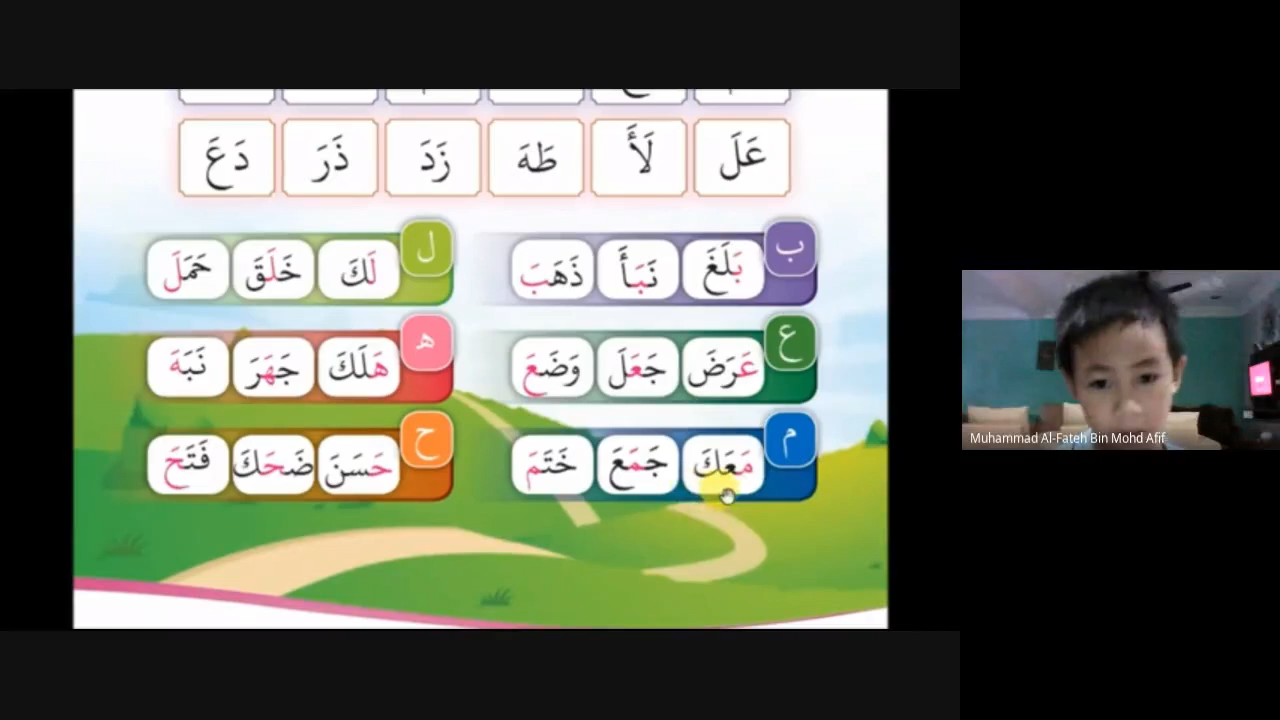 عَلَ لَأَ طَهَ زَدَ ذَرَ دَعَ
ب بَلَغَ نَبَأَ ذَهَبَ
ل لَكَ خَلَقَ حَمَلَ
ع عَرَضَ جَعَلَ وَضَعَ
ه هَلَكَ جَهَرَ نَبَهَ
م مَعَكَ جَمَعَ خَتَمَ
ح حَسَنَ ضَحَكَ فَتَحَ
Muhammad Al-Fateh Bin Mohd Afif